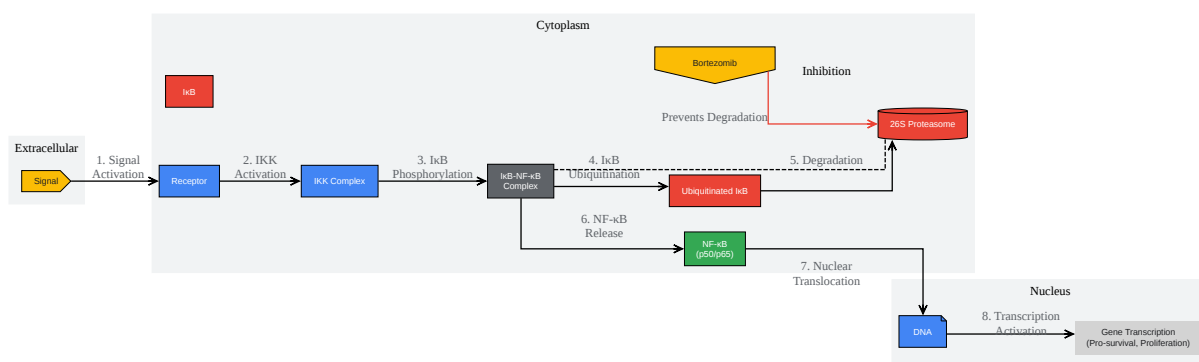 Cytoplasm
Bortezomib
Inhibition
IκB
Prevents Degradation
26S Proteasome
Extracellular
Signal
1. Signal
Activation
Receptor
2. IKK
Activation
IKK Complex
3. IκB
Phosphorylation
IκB-NF-κB
Complex
4. IκB
Ubiquitination
5. Degradation
Ubiquitinated IκB
6. NF-κB
Release
NF-κB
(p50/p65)
7. Nuclear
Translocation
Nucleus
DNA
8. Transcription
Activation
Gene Transcription
(Pro-survival, Proliferation)